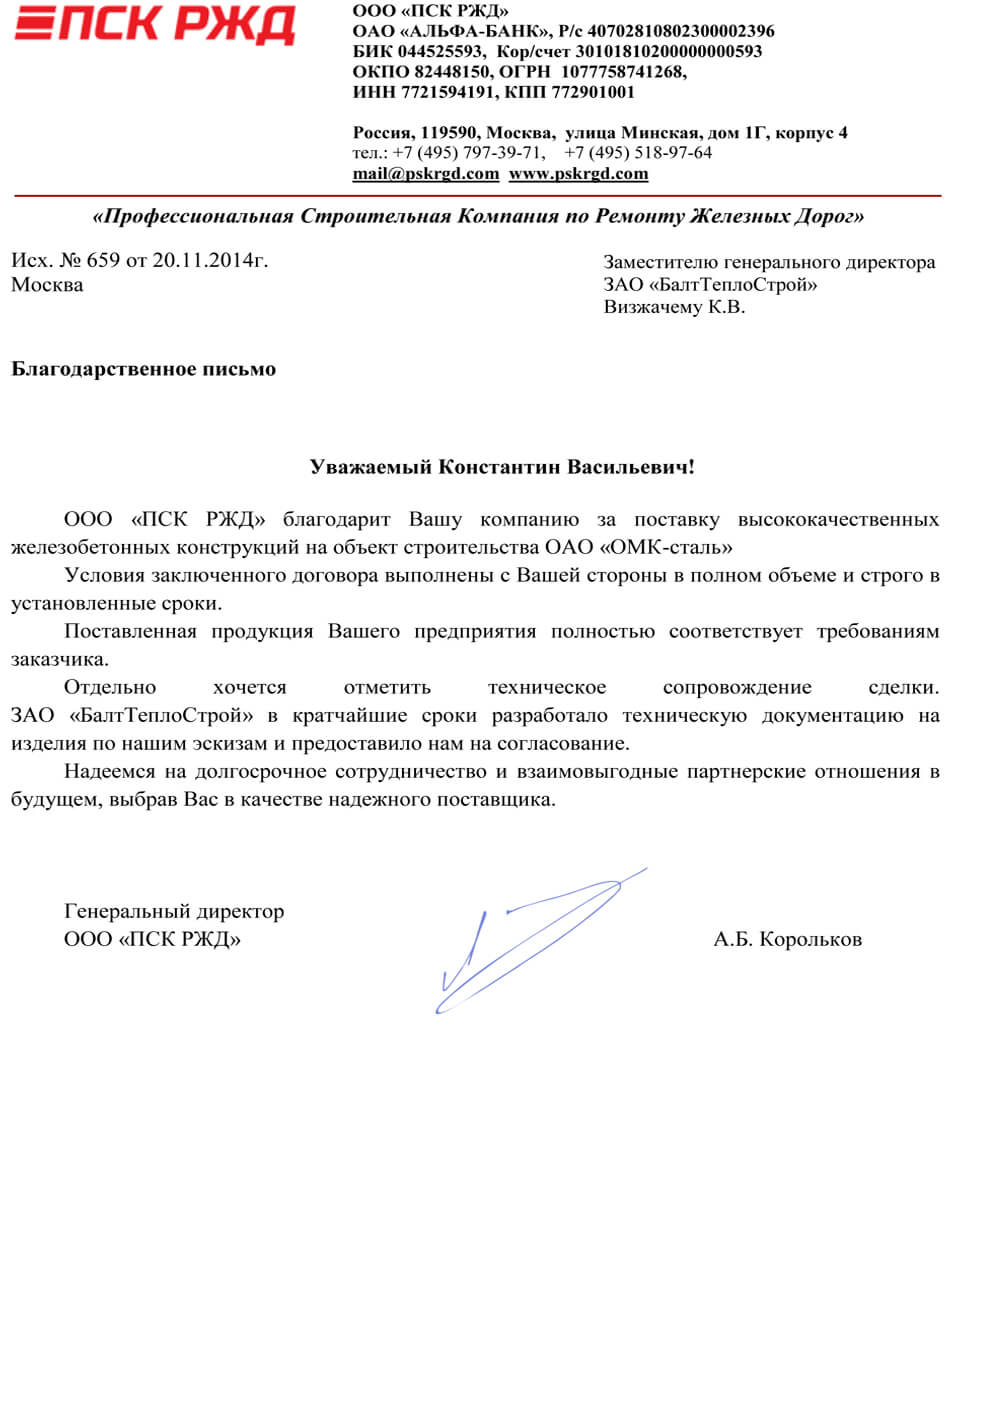 ПСК РЖД
ООО «ПСК РЖД»
ОАО «АЛЬФА-БАНК», Р/с 40702810802300002396
БИК 044525593, Кор/счет 30101810200000000593
ОКПО 82448150, ОГРН 1077758741268,
ИНН 7721594191, КПП 772901001
Россия, 119590, Москва, улица Минская, дом 1Г, корпус 4
тел.: +7 (495) 797-39-71, +7 (495) 518-97-64
mail@pskrgd.com www.pskrgd.com
«Профессиональная Строительная Компания по Ремонту Железных Дорог»
Исх. № 659 от 20.11.2014г.
Москва
Заместителю генерального директора
ЗАО «БалтТеплоСтрой»
Визжачему К.В.
Благодарственное письмо
Уважаемый Константин Васильевич!
ООО «ПСК РЖД» благодарит Вашу компанию за поставку высококачественных
железобетонных конструкций на объект строительства ОАО «ОМК-сталь»
Условия заключенного договора выполнены с Вашей стороны в полном объеме и строго в
установленные сроки.
Поставленная продукция Вашего предприятия полностью соответствует требованиям
заказчика.
Отдельно хочется отметить техническое сопровождение сделки.
ЗАО «БалтТеплоСтрой» в кратчайшие сроки разработало техническую документацию на
изделия по нашим эскизам и предоставило нам на согласование.
Надеемся на долгосрочное сотрудничество и взаимовыгодные партнерские отношения в
будущем, выбрав Вас в качестве надежного поставщика.
Генеральный директор
ООО «ПСК РЖД»
А.Б. Корольков